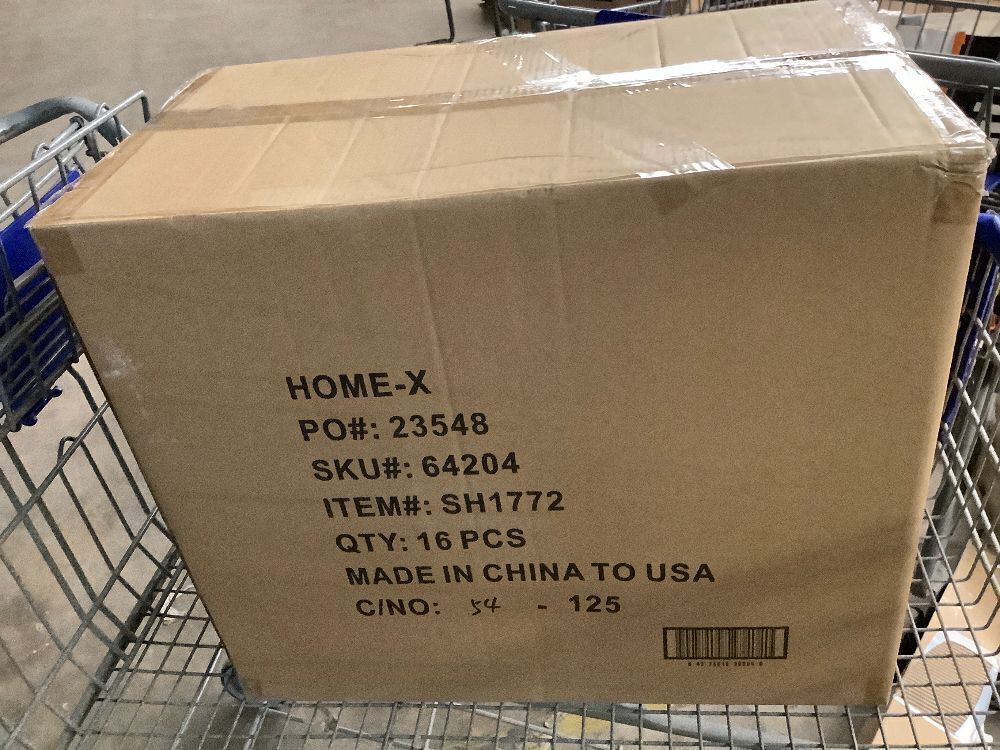 HOME-X
PO#: 23548
SKU#: 64204
ITEM#: SH1772
QTY: 16 PCS
MADE IN CHINA TO USA
C/NO: 54 - 125